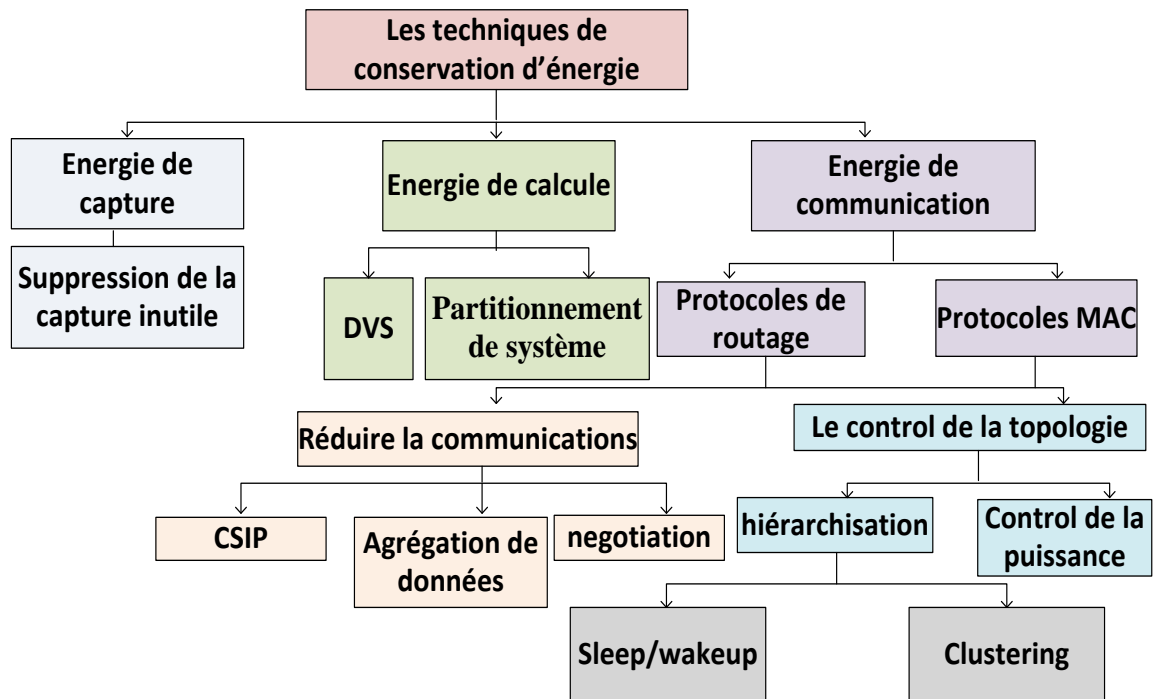 Les techniques de
conservation d'énergie
Energie de
capture
Energie de calcule
Energie de
communication
Suppression de la
capture inutile
DVS
Partitionnement
de système
Protocoles de
routage
Protocoles MAC
Réduire la communications
Le control de la topologie
CSIP
Agrégation de
données
negotiation
hiérarchisation
Control de la
puissance
Sleep/wakeup
Clustering